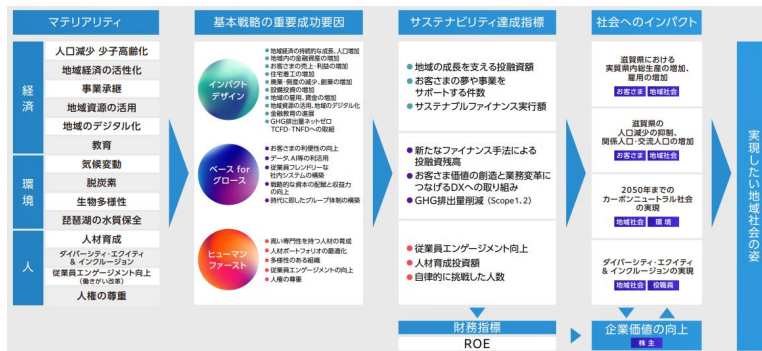 マテリアリティ
経済
人口減少 少子高齢化
地域経済の活性化
事業承継
地域資源の活用
地域のデジタル化
教育
環境
気候変動
脱炭素
生物多様性
琵琶湖の水質保全
人
人材育成
ダイバーシティ・エクイティ
&インクルージョン
従業員エンゲージメント向上
(働きがい改革)
人権の尊重
基本戦略の重要成功要因
インパクト
デザイン
●地域経済の持続的な成長、人口増加
●地域内の金融資産の増加
●お客さまの売上・利益の増加
●住宅着工の増加
●廃業・倒産の減少、創業の増加
●設備投資の増加
●地域の雇用、賃金の増加
●地域資源の活用、地域のデジタル化
●金融教育の進展
●GHG排出量ネットゼロ
TCFD・TNFDへの取組
ベース for
グロース
●お客さまの利便性の向上
●データ、AI等の利活用
●従業員フレンドリーな
社内システムの構築
●戦略的な資本の配賦と収益力
の向上
●時代に即したグループ体制の構築
ヒューマン
ファースト
●高い専門性を持つ人材の育成
●人材ポートフォリオの最適化
●多様性のある組織
●従業員エンゲージメントの向上
●人権の尊重
サステナビリティ達成指標
●地域の成長を支える投融資額
●お客さまの夢や事業を
サポートする件数
●サステナブルファイナンス実行額
●新たなファイナンス手法による
投融資残高
●お客さま価値の創造と業務変革に
つなげるDXへの取り組み
●GHG排出量削減(Scope1、2)
●従業員エンゲージメント向上
●人材育成投資額
●自律的に挑戦した人数
財務指標
ROE
社会へのインパクト
滋賀県における
実質県内総生産の増加、
雇用の増加
お客さま 地域社会
滋賀県の
人口減少の抑制、
関係人口・交流人口の増加
お客さま 地域社会
2050年までの
カーボンニュートラル社会
の実現
地域社会 環境
ダイバーシティ・エクイティ
&インクルージョンの実現
地域社会 役職員
企業価値の向上
株主
実現したい地域社会の姿